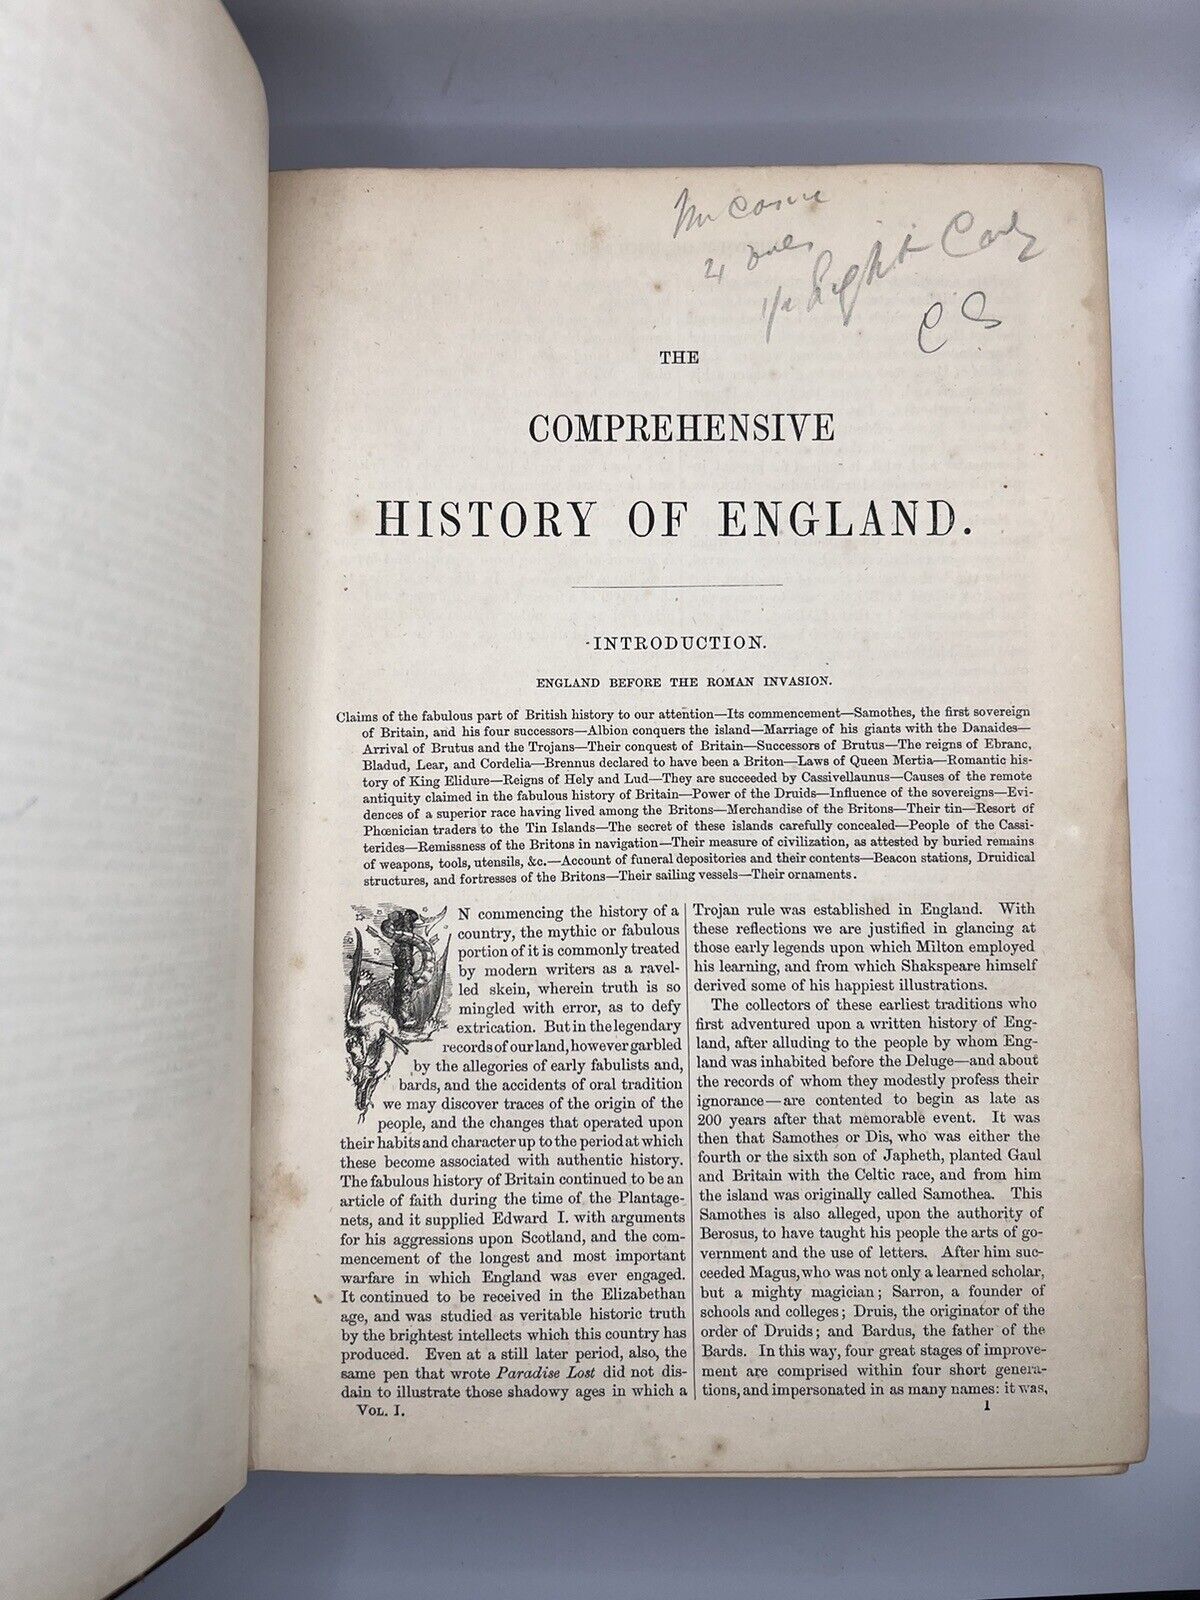 4
1/2 Light Calf
C S
THE
COMPREHENSIVE
HISTORY OF ENGLAND.
INTRODUCTION.
ENGLAND BEFORE THE ROMAN INVASION.
Claims of the fabulous part of British history to our attention—Its commencement—Samothes, the first sovereign
of Britain, and his four successors—Albion conquers the island—Marriage of his giants with the Danaides—
Arrival of Brutus and the Trojans—Their conquest of Britain—Successors of Brutus—The reigns of Ebranc,
Bladud, Lear, and Cordelia—Brennus declared to have been a Briton—Laws of Queen Mertia—Romantic his-
tory of King Elidure—Reigns of Hely and Lud—They are succeeded by Cassivellaunus—Causes of the remote
antiquity claimed in the fabulous history of Britain—Power of the Druids—Influence of the sovereigns—Evi-
dences of a superior race having lived among the Britons—Merchandise of the Britons—Their tin—Resort of
Phœnician traders to the Tin Islands—The secret of these islands carefully concealed—People of the Cassi-
terides—Remissness of the Britons in navigation—Their measure of civilization, as attested by buried remains
of weapons, tools, utensils, &c.—Account of funeral depositories and their contents—Beacon stations, Druidical
structures, and fortresses of the Britons—Their sailing vessels—Their ornaments.
N commencing the history of a
country, the mythic or fabulous
portion of it is commonly treated
by modern writers as a ravel-
led skein, wherein truth is so
mingled with error, as to defy
extrication. But in the legendary
records of our land, however garbled
by the allegories of early fabulists and,
bards, and the accidents of oral tradition
we may discover traces of the origin of the
people, and the changes that operated upon
their habits and character up to the period at which
these become associated with authentic history.
The fabulous history of Britain continued to be an
article of faith during the time of the Plantage-
nets, and it supplied Edward I. with arguments
for his aggressions upon Scotland, and the com-
mencement of the longest and most important
warfare in which England was ever engaged.
It continued to be received in the Elizabethan
age, and was studied as veritable historic truth
by the brightest intellects which this country has
produced. Even at a still later period, also, the
same pen that wrote Paradise Lost did not dis-
dain to illustrate those shadowy ages in which a
Trojan rule was established in England. With
these reflections we are justified in glancing at
those early legends upon which Milton employed
his learning, and from which Shakspeare himself
derived some of his happiest illustrations.
The collectors of these earliest traditions who
first adventured upon a written history of Eng-
land, after alluding to the people by whom Eng-
land was inhabited before the Deluge—and about
the records of whom they modestly profess their
ignorance—are contented to begin as late as
200 years after that memorable event. It was
then that Samothes or Dis, who was either the
fourth or the sixth son of Japheth, planted Gaul
and Britain with the Celtic race, and from him
the island was originally called Samothea. This
Samothes is also alleged, upon the authority of
Berosus, to have taught his people the arts of go-
vernment and the use of letters. After him suc-
ceeded Magus, who was not only a learned scholar,
but a mighty magician; Sarron, a founder of
schools and colleges; Druis, the originator of the
order of Druids; and Bardus, the father of the
Bards. In this way, four great stages of improve-
ment are comprised within four short genera-
tions, and impersonated in as many names: it was,
VOL. I.
1